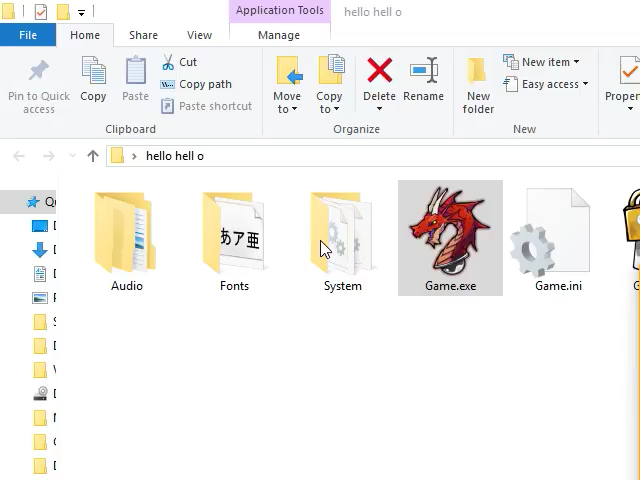 Application Tools
hello hell o
File
Home
Share
View
Manage
Pin to Quick
access
Copy
Paste
Cut
Copy path
Paste shortcut
Clipboard
Move
to
Copy
to
Delete
Rename
Organize
New
folder
New item
Easy access
New
Propert
hello hell o
Audio
Fonts
あア亜
System
Game.exe
Game.ini